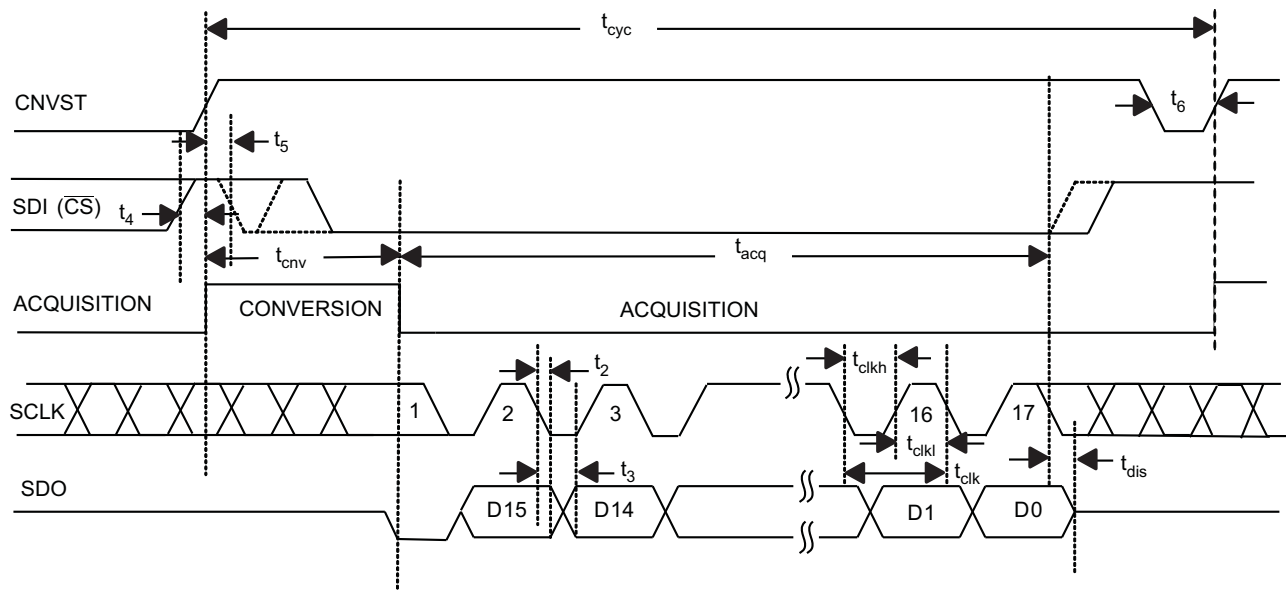 tcyc
CNVST
t6
t5
SDI (CS)
t4
tcnv
tacq
ACQUISITION
CONVERSION
ACQUISITION
t2
tclkh
SCLK
1
2
3
16
17
tclkl
t3
tclk
tdis
SDO
D15
D14
D1
D0